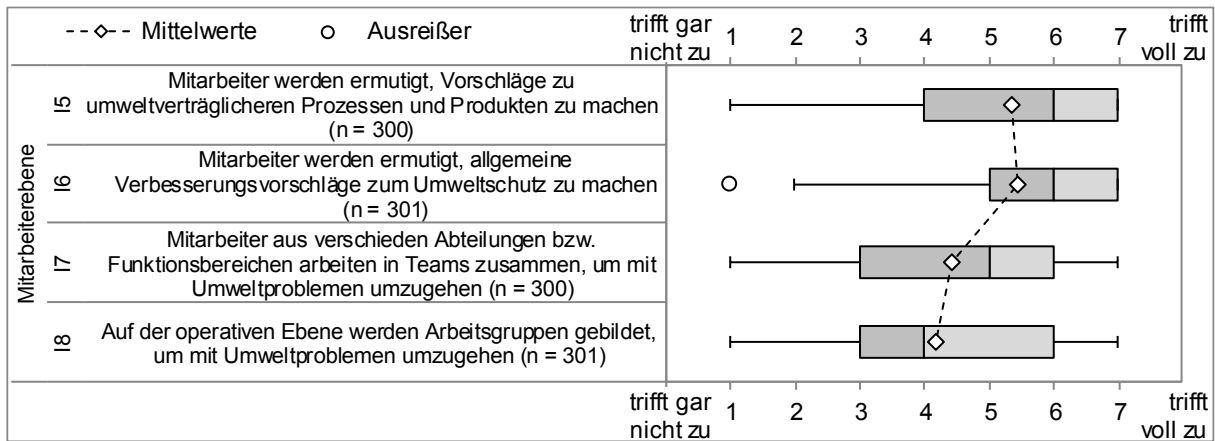 Mittelwerte
Ausreißer
trifft gar
nicht zu
1 2 3 4 5 6 7
trifft
voll zu
Mitarbeiterebene
I5
Mitarbeiter werden ermutigt, Vorschläge zu
umweltverträglicheren Prozessen und Produkten zu machen
(n = 300)
I6
Mitarbeiter werden ermutigt, allgemeine
Verbesserungsvorschläge zum Umweltschutz zu machen
(n = 301)
I7
Mitarbeiter aus verschieden Abteilungen bzw.
Funktionsbereichen arbeiten in Teams zusammen, um mit
Umweltproblemen umzugehen (n = 300)
I8
Auf der operativen Ebene werden Arbeitsgruppen gebildet,
um mit Umweltproblemen umzugehen (n = 301)
trifft gar
nicht zu
1 2 3 4 5 6 7
trifft
voll zu